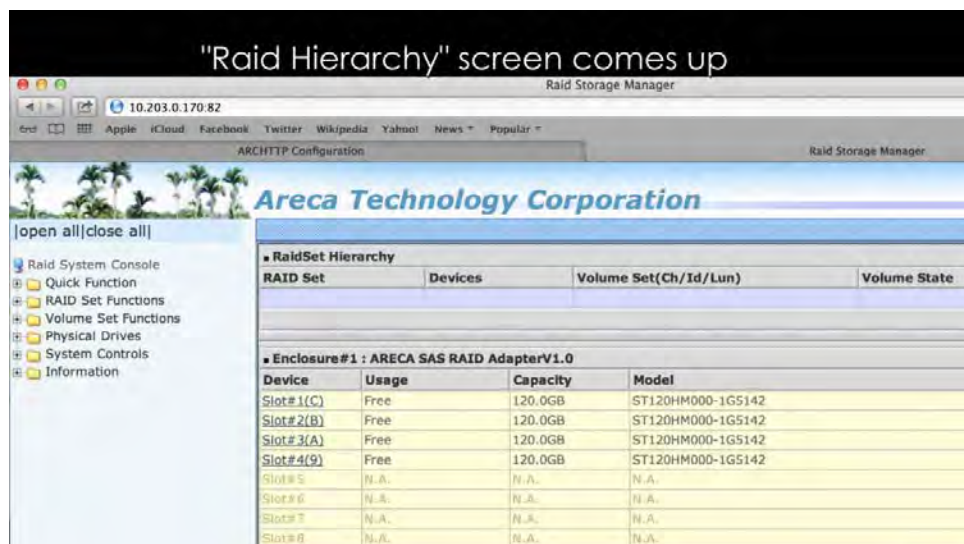 "Raid Hierarchy" screen comes up
Raid Storage Manager
10.203.0.170:82
Apple iCloud Facebook Twitter Wikipedia Yahoo! News Popular
ARCHTTP Configuration Raid Storage Manager
Areca Technology Corporation
|open all|close all|
Raid System Console
Quick Function
RAID Set Functions
Volume Set Functions
Physical Drives
System Controls
Information
RaidSet Hierarchy
RAID Set Devices Volume Set(Ch/Id/Lun) Volume State
Enclosure#1 : ARECA SAS RAID AdapterV1.0
Device Usage Capacity Model
Slot#1(C) Free 120.0GB ST120HM000-1G5142
Slot#2(B) Free 120.0GB ST120HM000-1G5142
Slot#3(A) Free 120.0GB ST120HM000-1G5142
Slot#4(9) Free 120.0GB ST120HM000-1G5142
Slot#5 N.A. N.A. N.A.
Slot#6 N.A. N.A. N.A.
Slot#7 N.A. N.A. N.A.
Slot#8 N.A. N.A. N.A.